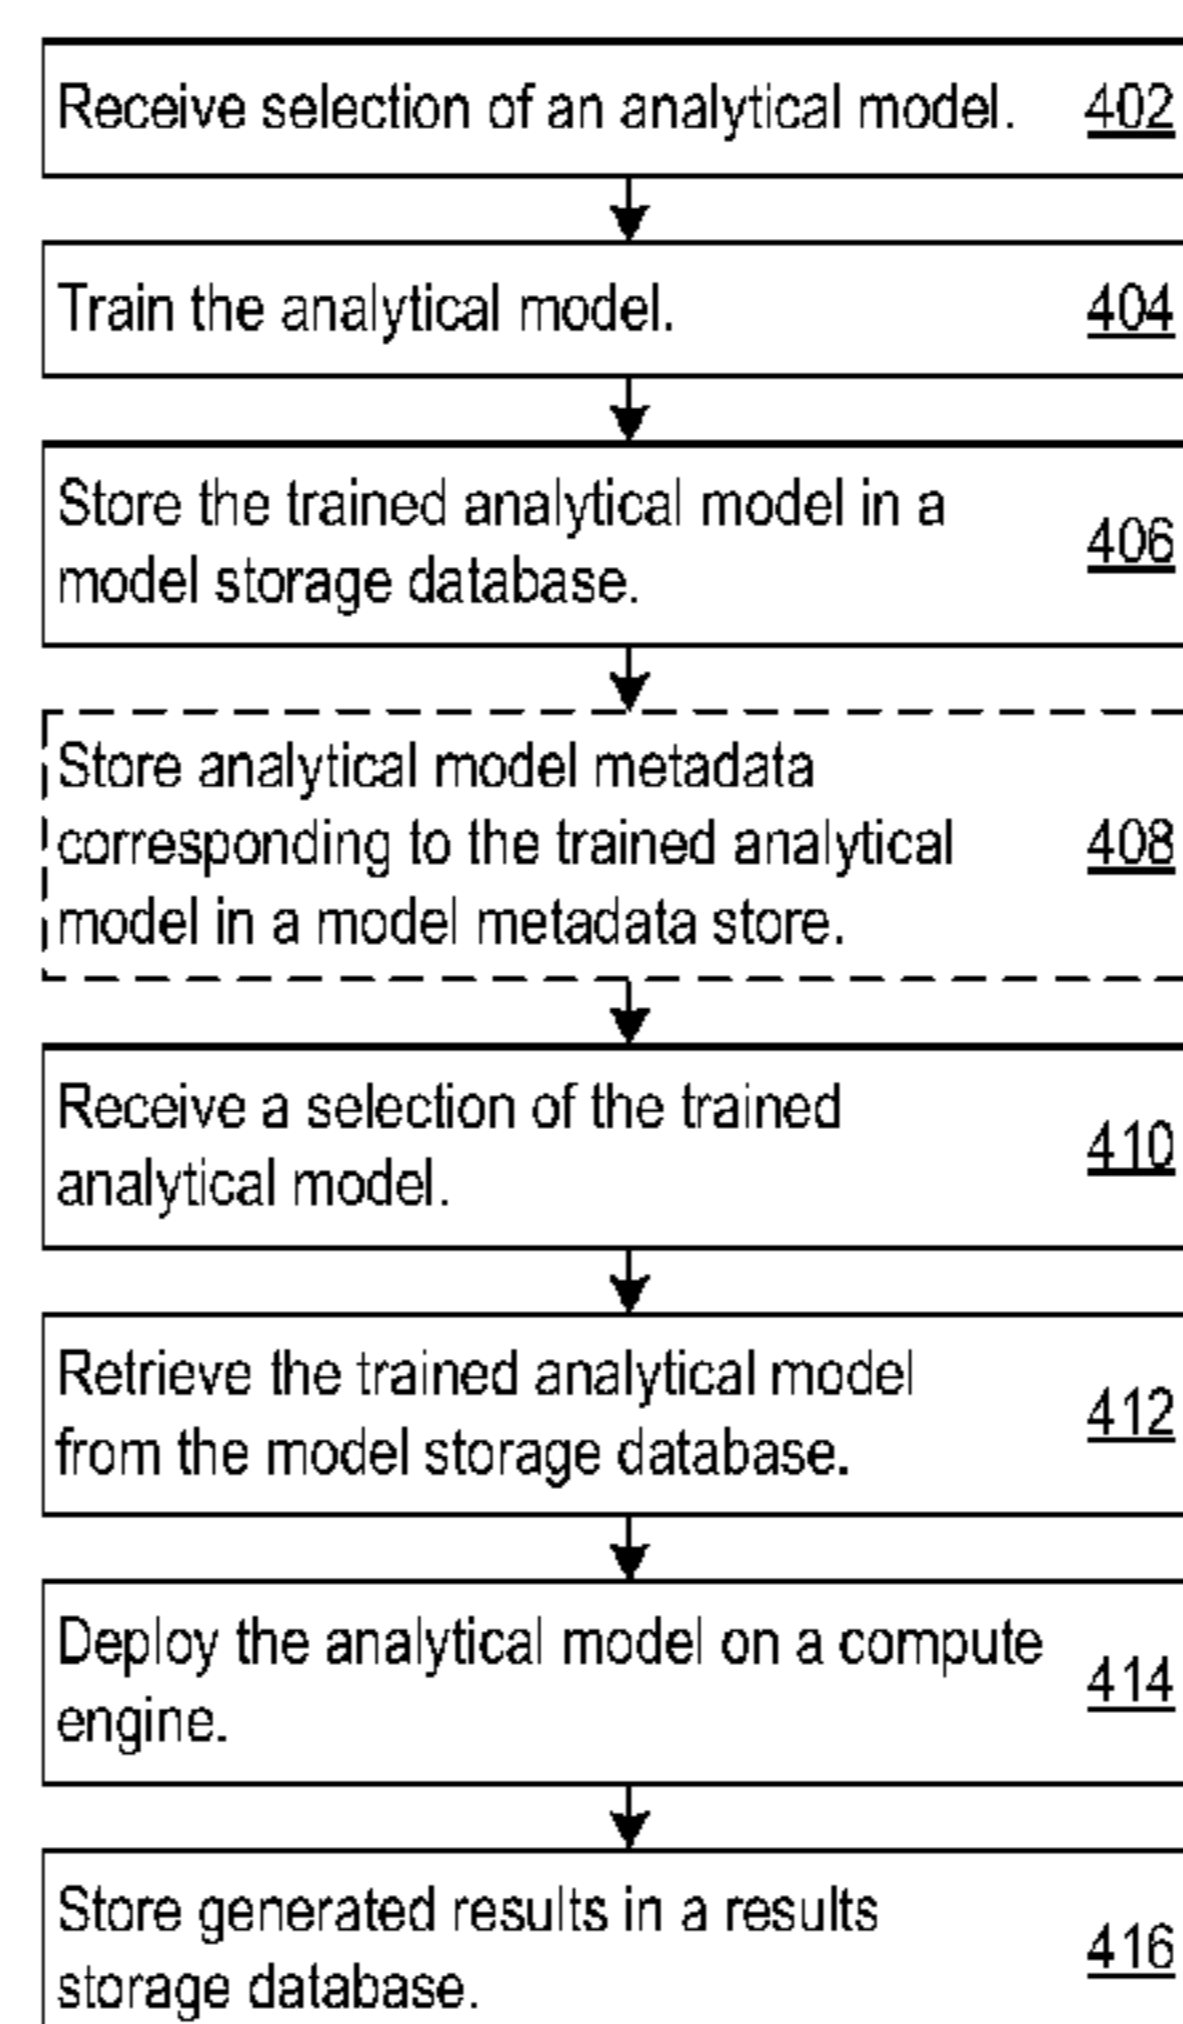 Receive selection of an analytical model. 402
Train the analytical model. 404
Store the trained analytical model in a
model storage database. 406
Store analytical model metadata
corresponding to the trained analytical 408
model in a model metadata store.
Receive a selection of the trained
analytical model. 410
Retrieve the trained analytical model
from the model storage database. 412
Deploy the analytical model on a compute
engine. 414
Store generated results in a results
storage database. 416